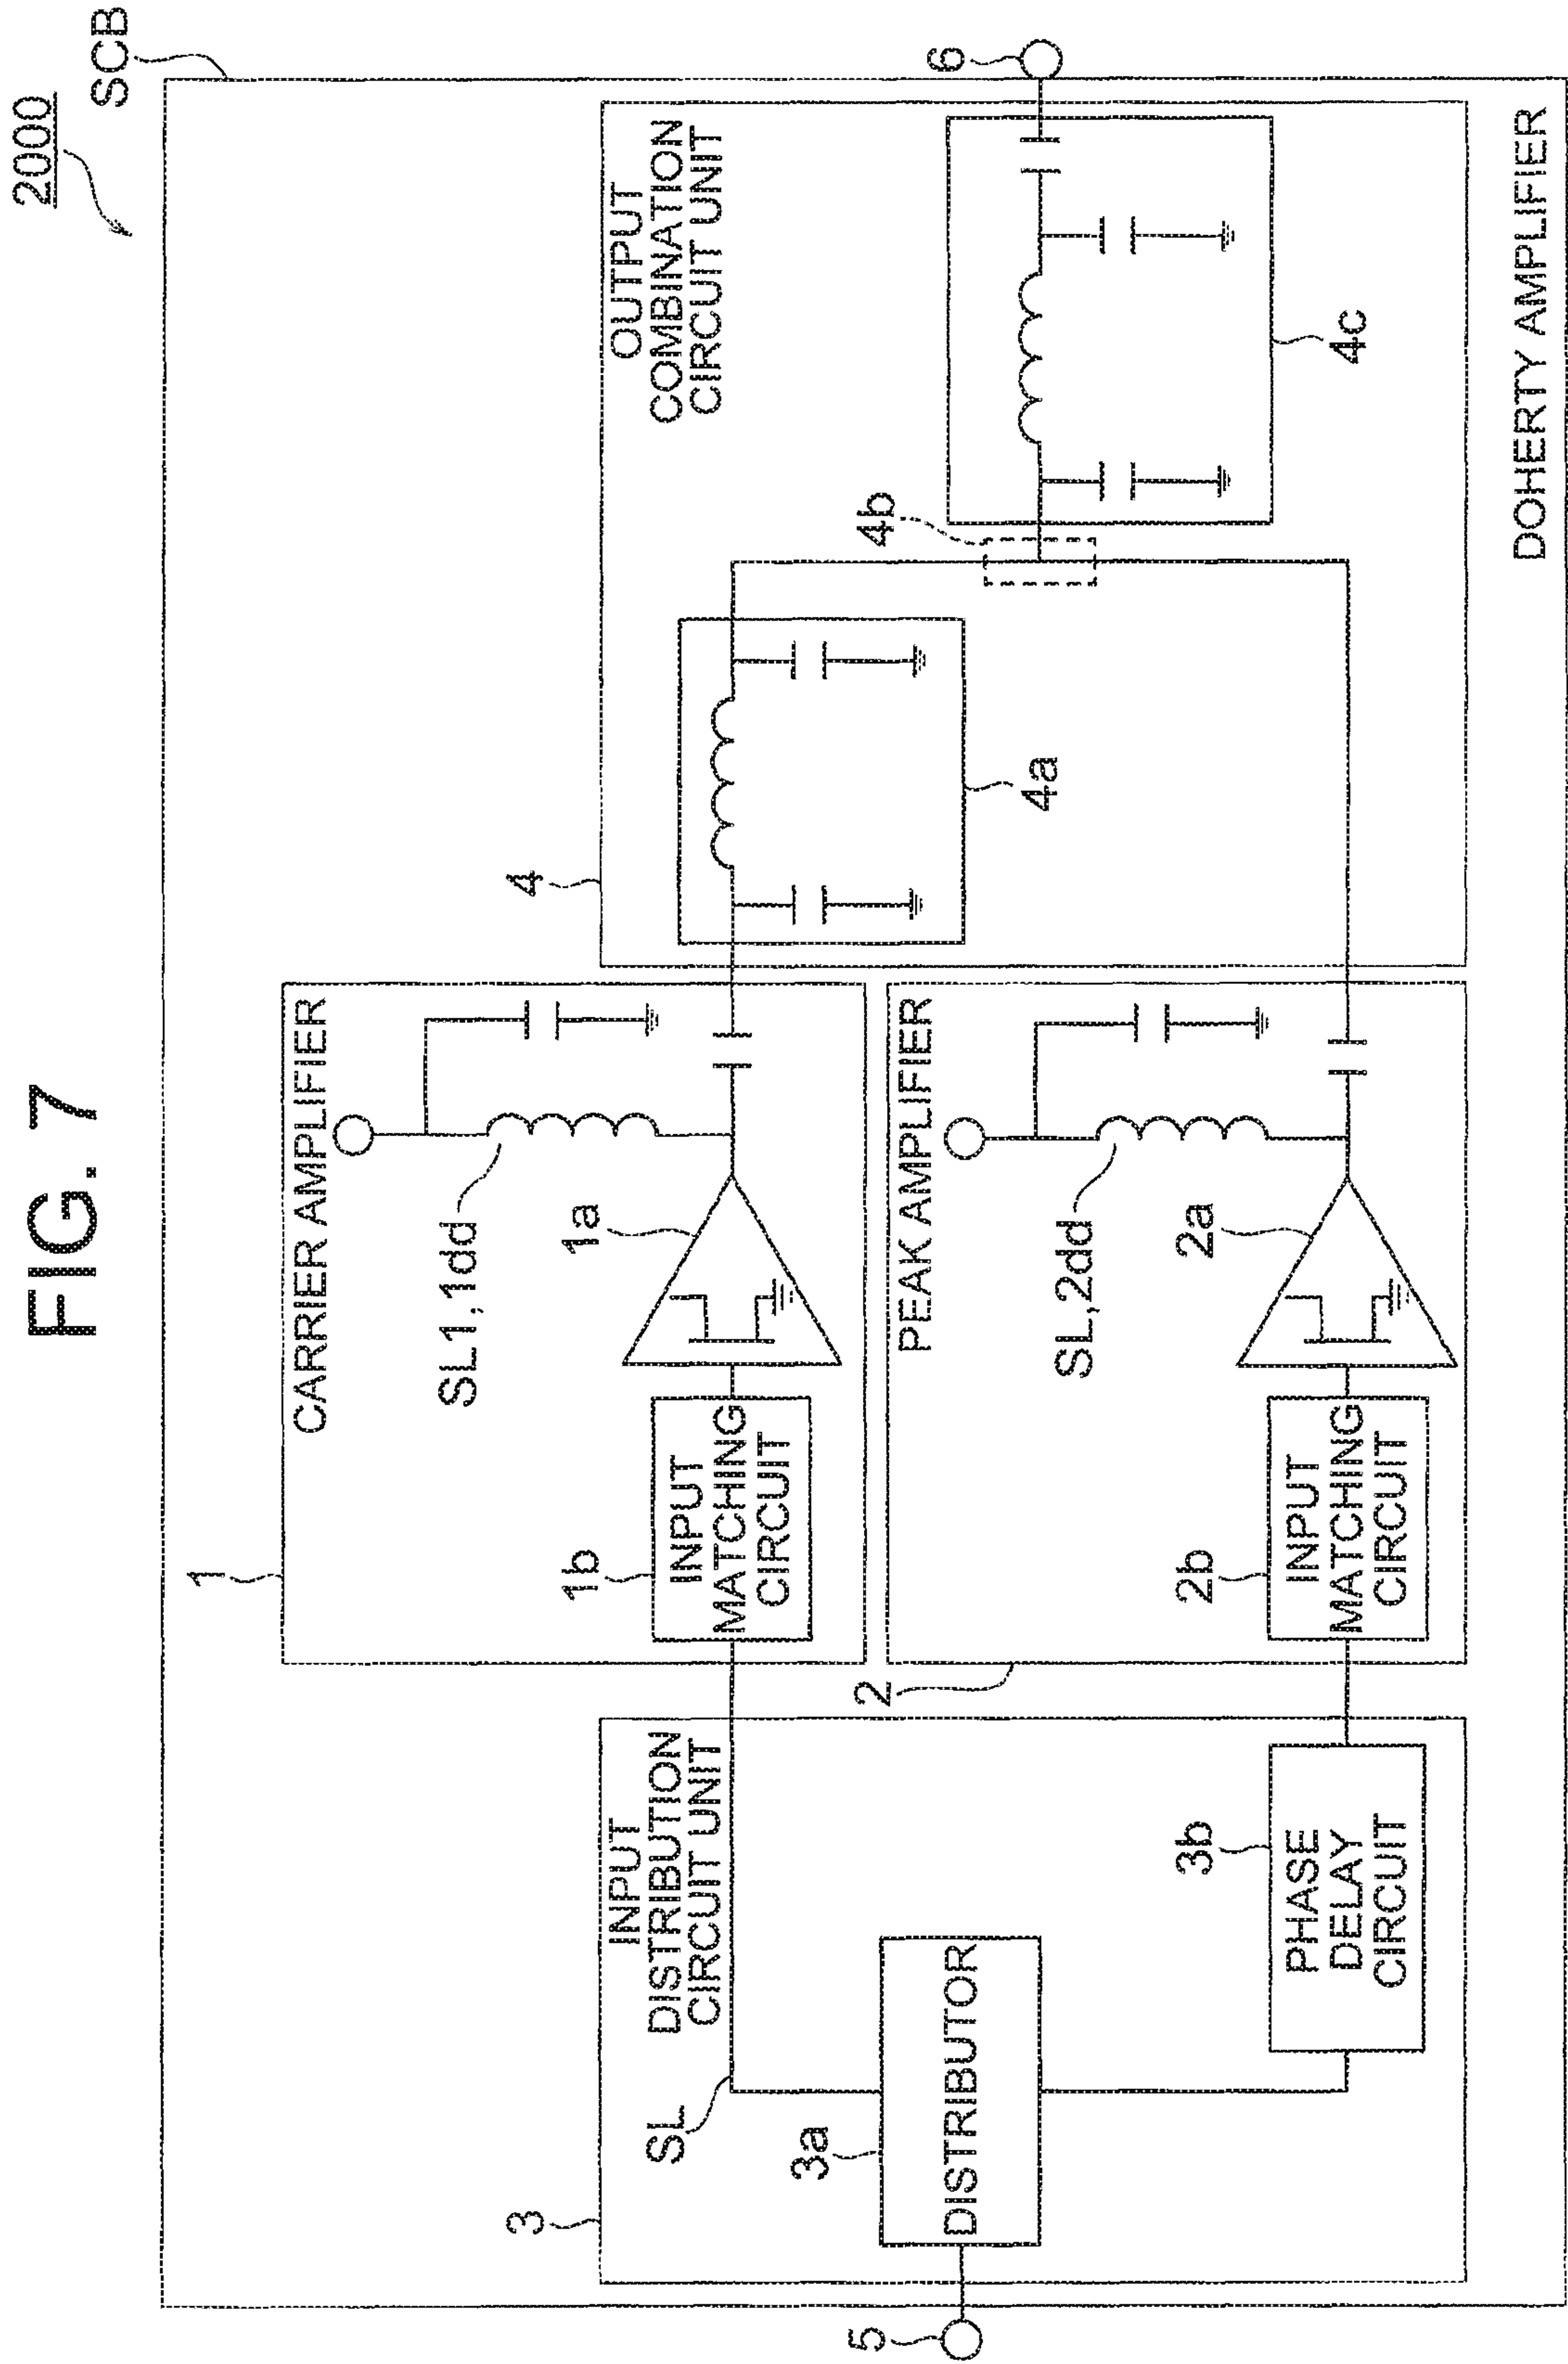 FIG. 7
2000
SCB
1
CARRIER AMPLIFIER
SL1,1dd
1a
1b
INPUT
MATCHING
CIRCUIT
2
PEAK AMPLIFIER
SL,2dd
2a
2b
INPUT
MATCHING
CIRCUIT
3
INPUT
DISTRIBUTION
CIRCUIT UNIT
SL
3a
DISTRIBUTOR
3b
PHASE
DELAY
CIRCUIT
5
4
OUTPUT
COMBINATION
CIRCUIT UNIT
4a
4b
4c
6
DOHERTY AMPLIFIER